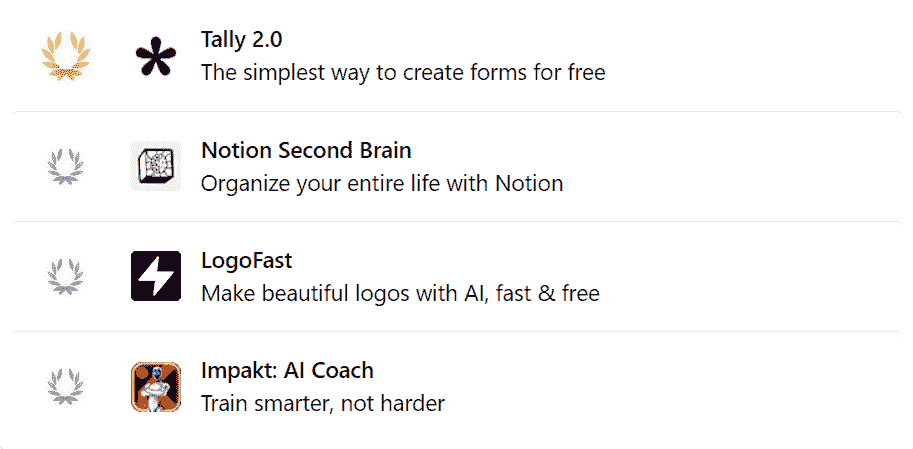 Tally 2.0
The simplest way to create forms for free
Notion Second Brain
Organize your entire life with Notion
LogoFast
Make beautiful logos with AI, fast & free
Impakt: AI Coach
Train smarter, not harder